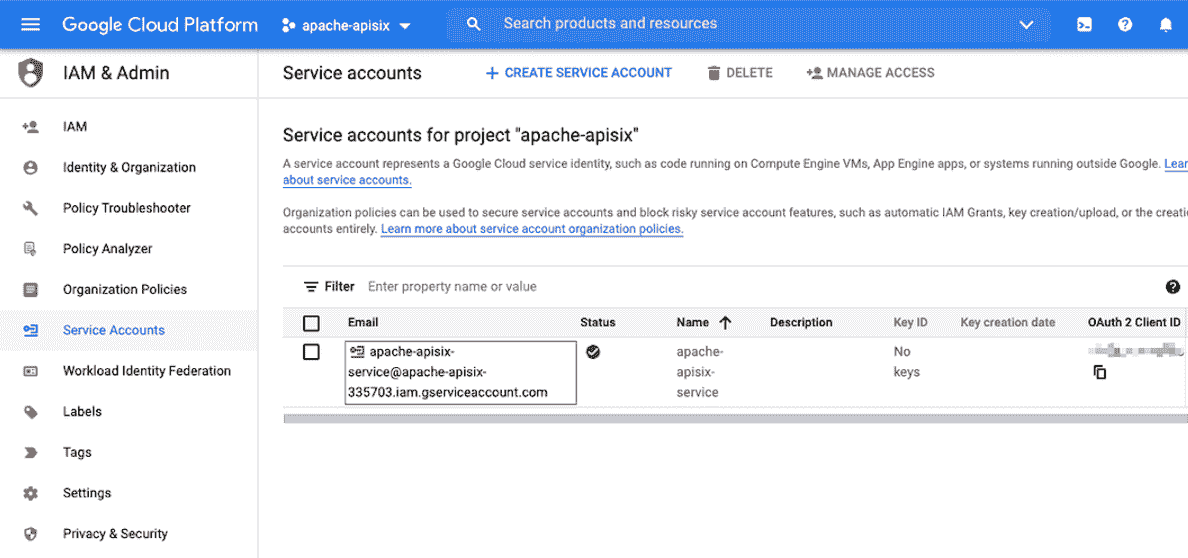 Google Cloud Platform
apache-apisix
Search products and resources
IAM & Admin
Service accounts
CREATE SERVICE ACCOUNT
DELETE
MANAGE ACCESS
IAM
Identity & Organization
Policy Troubleshooter
Policy Analyzer
Organization Policies
Service Accounts
Workload Identity Federation
Labels
Tags
Settings
Privacy & Security
Service accounts for project "apache-apisix"
A service account represents a Google Cloud service identity, such as code running on Compute Engine VMs, App Engine apps, or systems running outside Google. Lear
about service accounts.
Organization policies can be used to secure service accounts and block risky service account features, such as automatic IAM Grants, key creation/upload, or the creatio
accounts entirely. Learn more about service account organization policies.
Filter Enter property name or value
Email Status Name Description Key ID Key creation date OAuth 2 Client ID
apache-apisix-
service@apache-apisix-
335703.iam.gserviceaccount.com
apache-
apisix-
service
No
keys